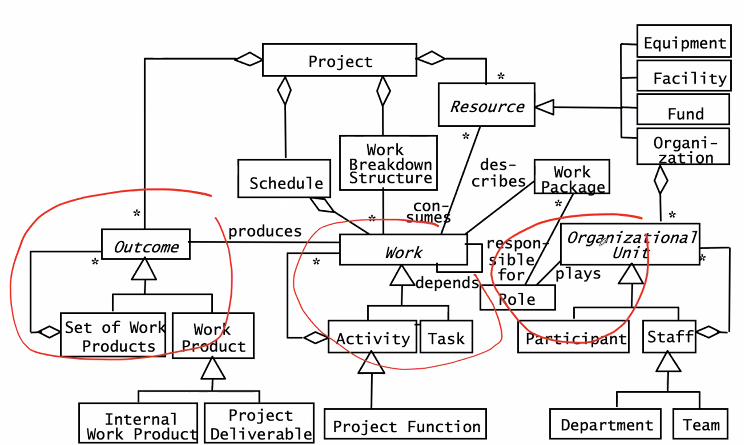 Project
Equipment
Facility
Fund
Organi-
zation
*
Resource
*
Work
Breakdown
Structure
Schedule
des-
cribes
Work
Package
*
con-
sumes
*
*
*
Outcome
*
produces
Work
*
respon-
sible
for
Organizational
Unit
*
depends
plays
Role
Set of Work
Products
Work
Product
Activity
Task
Participant
Staff
Internal
Work Product
Project
Deliverable
Project Function
Department
Team